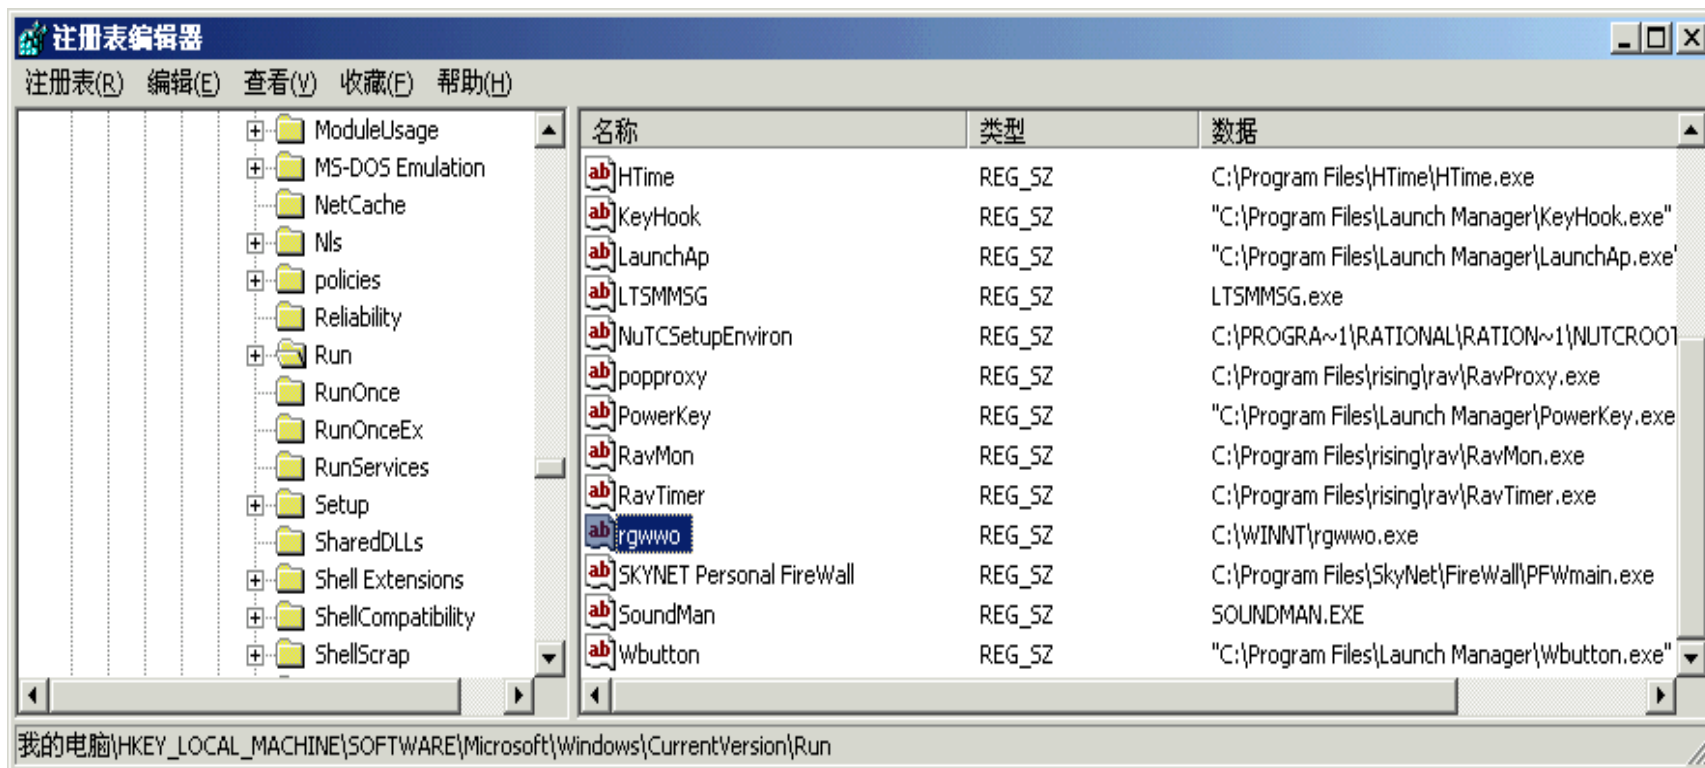 注册表编辑器
注册表(R) 编辑(E) 查看(V) 收藏(F) 帮助(H)
ModuleUsage
MS-DOS Emulation
NetCache
Nls
policies
Reliability
Run
RunOnce
RunOnceEx
RunServices
Setup
SharedDLLs
Shell Extensions
ShellCompatibility
ShellScrap
名称 类型 数据
HTime REG_SZ C:\Program Files\HTime\HTime.exe
KeyHook REG_SZ "C:\Program Files\Launch Manager\KeyHook.exe"
LaunchAp REG_SZ "C:\Program Files\Launch Manager\LaunchAp.exe"
LTSMMSG REG_SZ LTSMMSG.exe
NuTCSetupEnviron REG_SZ C:\PROGRA~1\RATIONAL\RATION~1\NUTCROOT
popproxy REG_SZ C:\Program Files\rising\rav\RavProxy.exe
PowerKey REG_SZ "C:\Program Files\Launch Manager\PowerKey.exe
RavMon REG_SZ C:\Program Files\rising\rav\RavMon.exe
RavTimer REG_SZ C:\Program Files\rising\rav\RavTimer.exe
rgwwo REG_SZ C:\WINNT\rgwwo.exe
SKYNET Personal FireWall REG_SZ C:\Program Files\SkyNet\FireWall\PFWmain.exe
SoundMan REG_SZ SOUNDMAN.EXE
Wbutton REG_SZ "C:\Program Files\Launch Manager\Wbutton.exe"
我的电脑\HKEY_LOCAL_MACHINE\SOFTWARE\Microsoft\Windows\CurrentVersion\Run